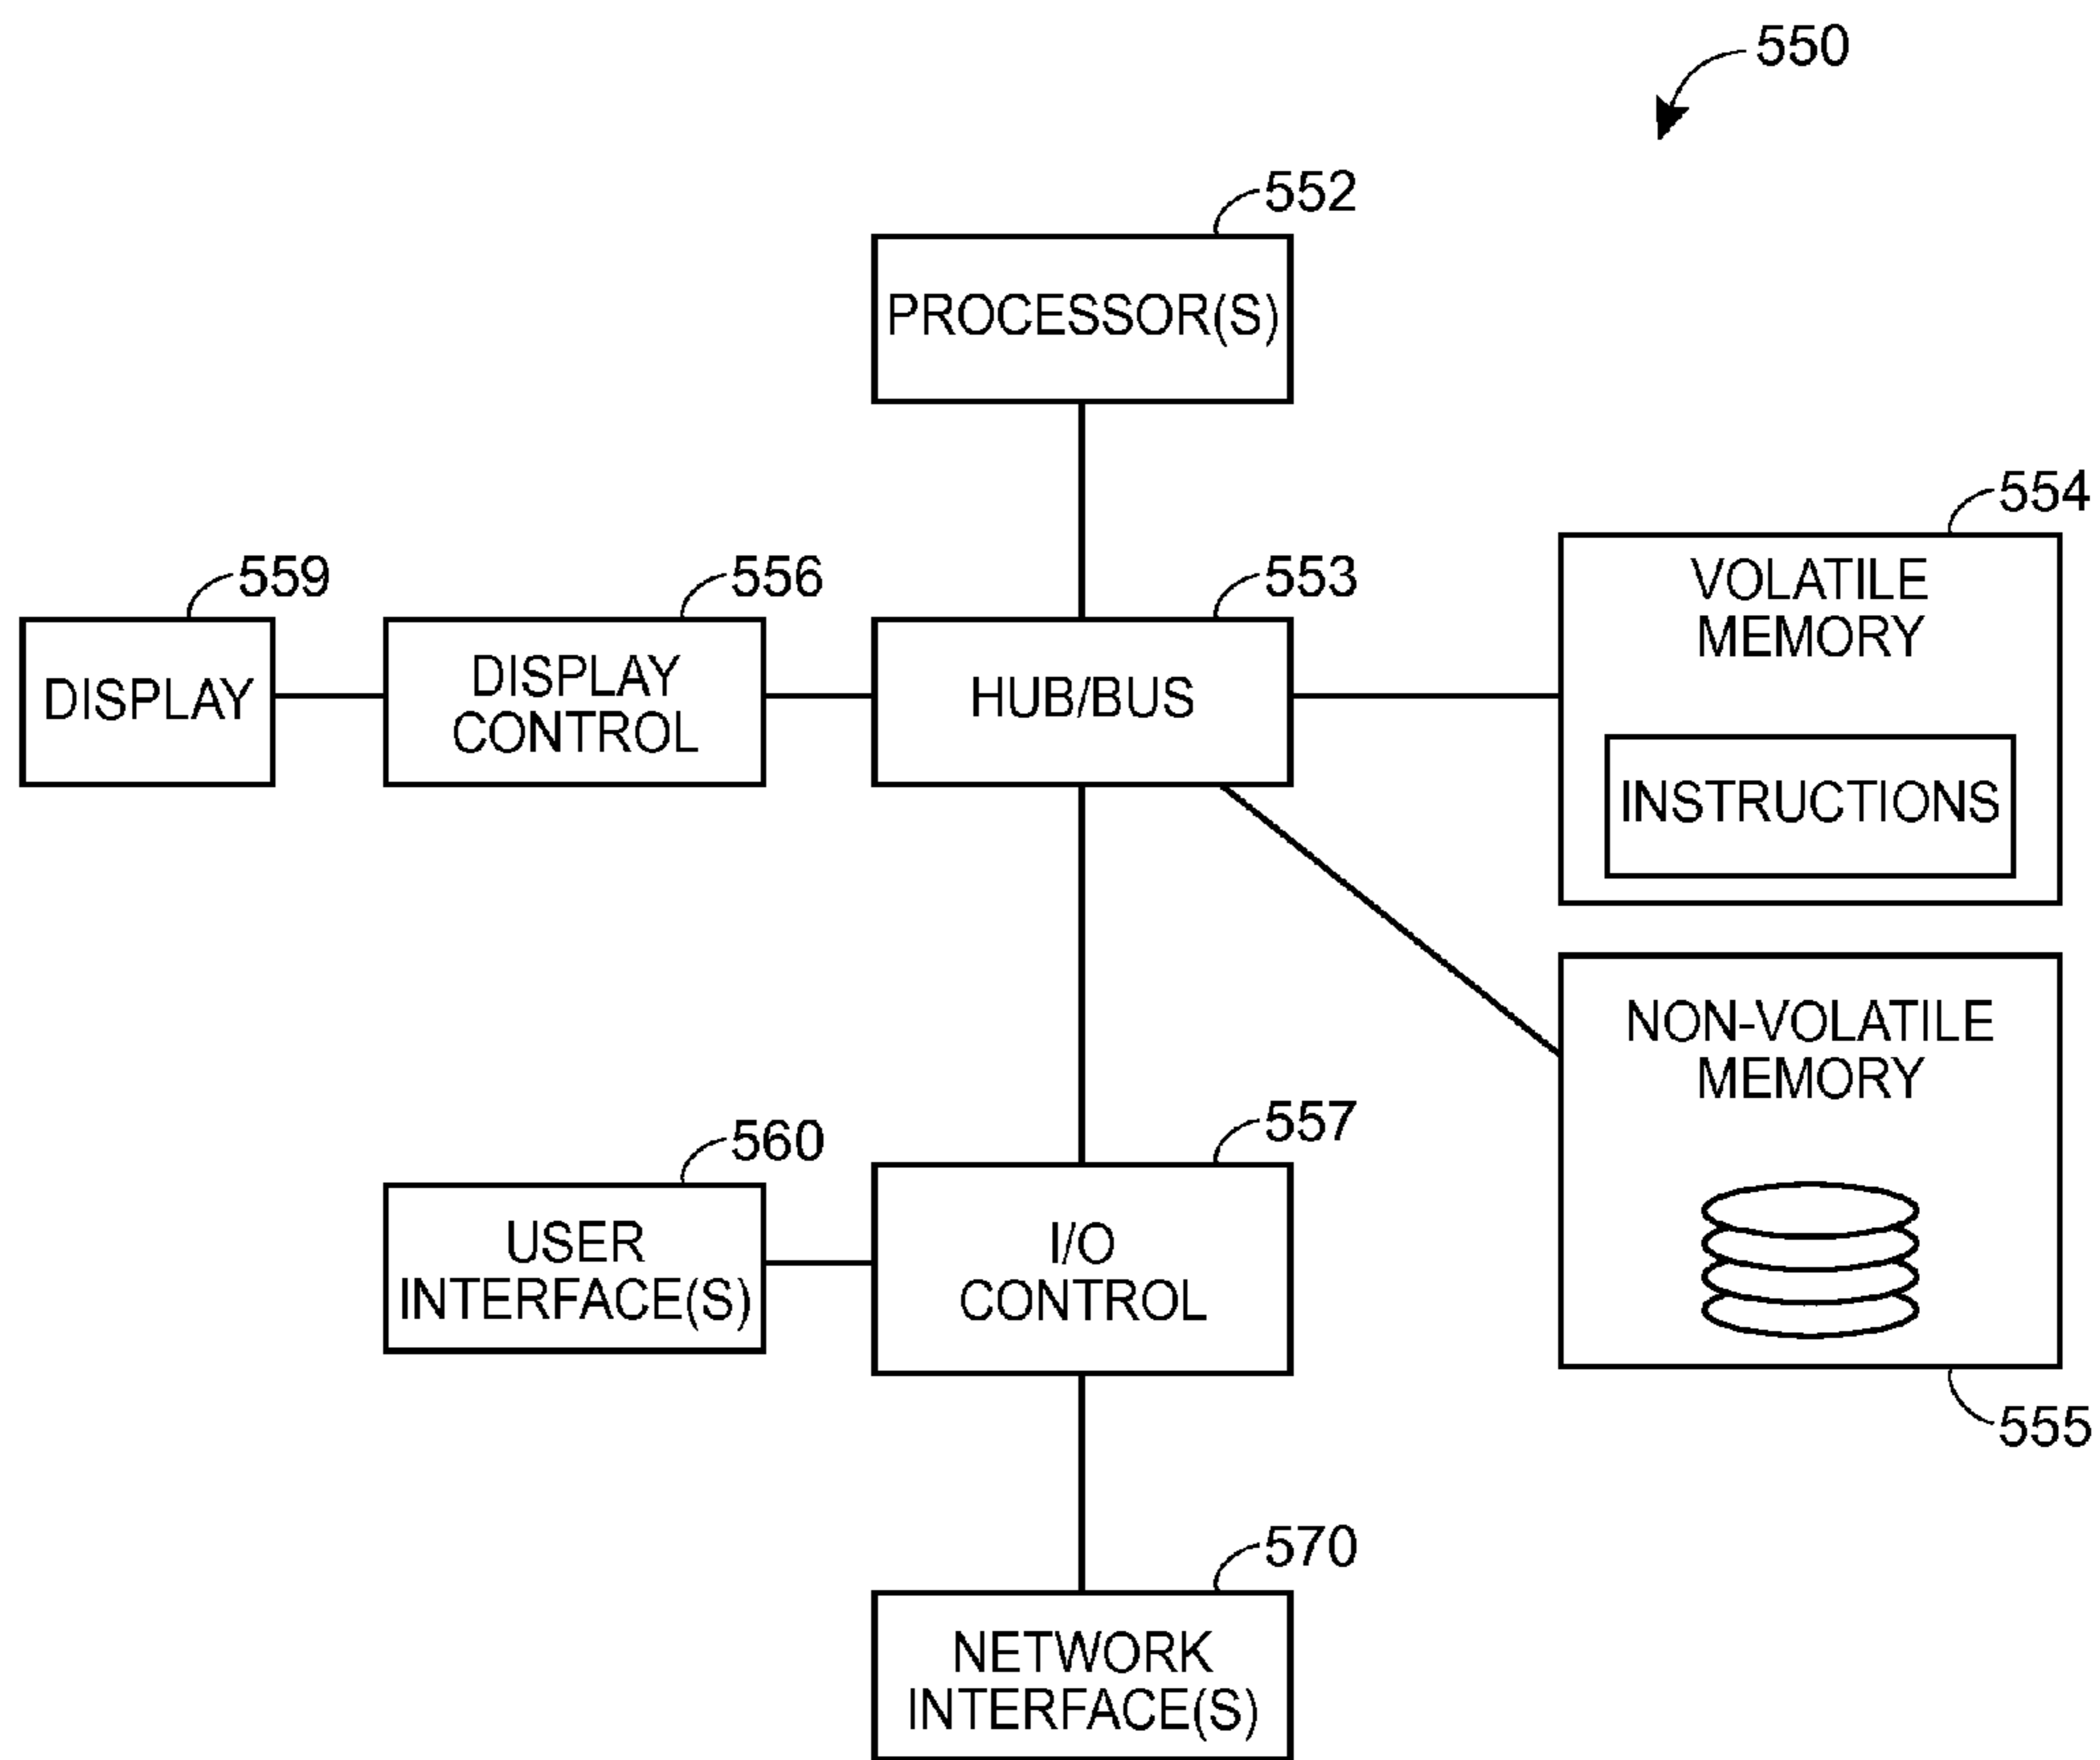 550
552
PROCESSOR(S)
554
VOLATILE
MEMORY
INSTRUCTIONS
559
DISPLAY
556
DISPLAY
CONTROL
553
HUB/BUS
NON-VOLATILE
MEMORY
555
560
USER
INTERFACE(S)
557
I/O
CONTROL
570
NETWORK
INTERFACE(S)